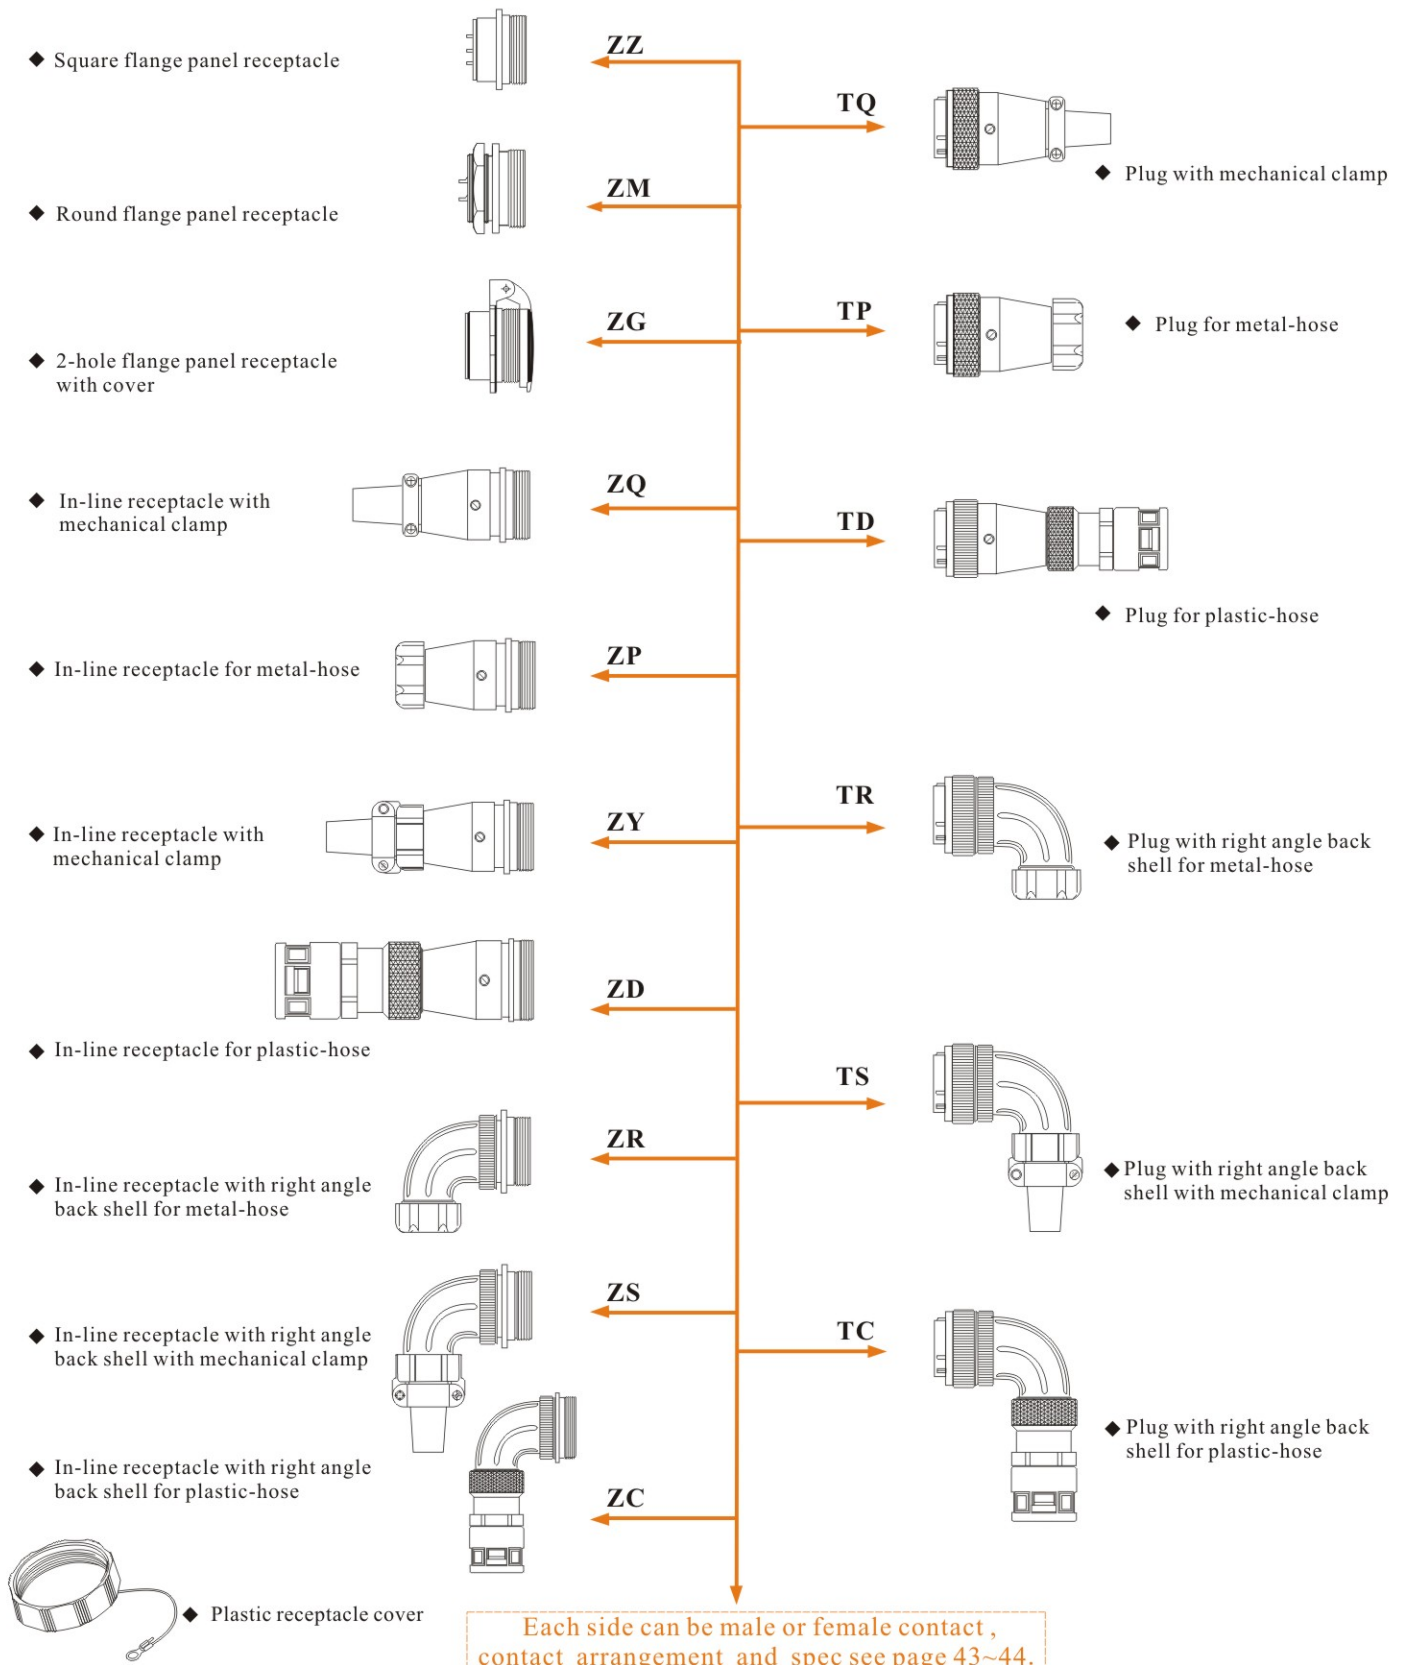 ZZ
◆ Square flange panel receptacle
TQ
◆ Plug with mechanical clamp
ZM
◆ Round flange panel receptacle
ZG
◆ 2-hole flange panel receptacle
with cover
TP
◆ Plug for metal-hose
ZQ
◆ In-line receptacle with
mechanical clamp
TD
◆ Plug for plastic-hose
ZP
◆ In-line receptacle for metal-hose
ZY
◆ In-line receptacle with
mechanical clamp
TR
◆ Plug with right angle back
shell for metal-hose
ZD
◆ In-line receptacle for plastic-hose
TS
◆ Plug with right angle back
shell with mechanical clamp
ZR
◆ In-line receptacle with right angle
back shell for metal-hose
ZS
◆ In-line receptacle with right angle
back shell with mechanical clamp
TC
◆ Plug with right angle back
shell for plastic-hose
ZC
◆ In-line receptacle with right angle
back shell for plastic-hose
◆ Plastic receptacle cover
Each side can be male or female contact ,
contact arrangement and spec see page 43~44.